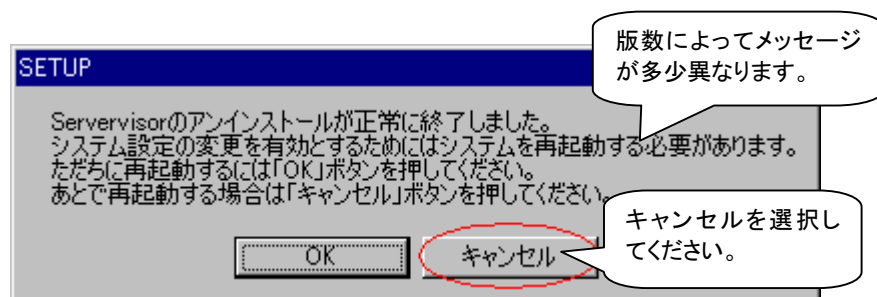 版数によってメッセージ
が多少異なります。
SETUP
Servervisorのアンインストールが正常に終了しました。
システム設定の変更を有効とするためにはシステムを再起動する必要があります。
ただちに再起動するには「OK」ボタンを押してください。
あとで再起動する場合は「キャンセル」ボタンを押してください。
キャンセルを選択し
てください。
OK
キャンセル